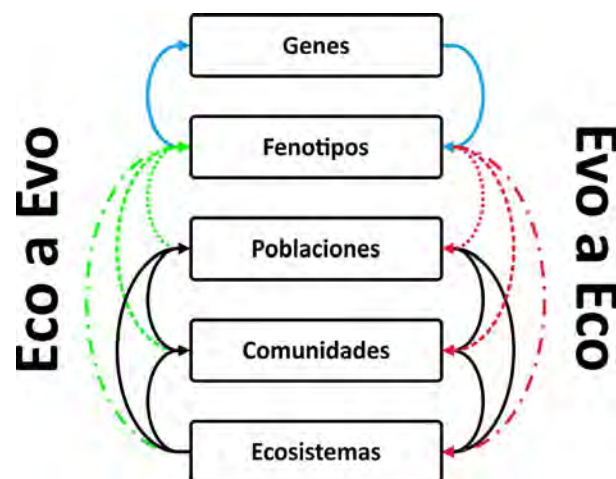 Genes
Fenotipos
Poblaciones
Comunidades
Ecosistemas
Eco a Evo
Evo a Eco